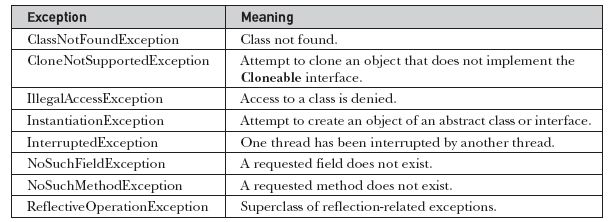 Exception Meaning
ClassNotFoundException Class not found.
CloneNotSupportedException Attempt to clone an object that does not implement the
Cloneable interface.
IllegalAccessException Access to a class is denied.
InstantiationException Attempt to create an object of an abstract class or interface.
InterruptedException One thread has been interrupted by another thread.
NoSuchFieldException A requested field does not exist.
NoSuchMethodException A requested method does not exist.
ReflectiveOperationException Superclass of reflection-related exceptions.